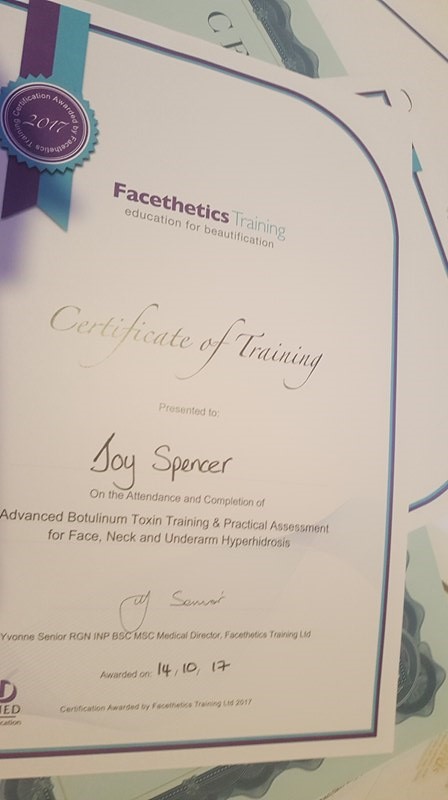 CE
Training Certification Awarded by Facethetics
2017
Facethetics Training
education for beautification
Certificate of Training
Presented to:
Joy Spencer
On the Attendance and Completion of
Advanced Botulinum Toxin Training & Practical Assessment
for Face, Neck and Underarm Hyperhidrosis
Yvonne Senior RGN INP BSC MSC Medical Director, Facethetics Training Ltd
Awarded on: 14,10,17
Certification Awarded by Facethetics Training Ltd 2017